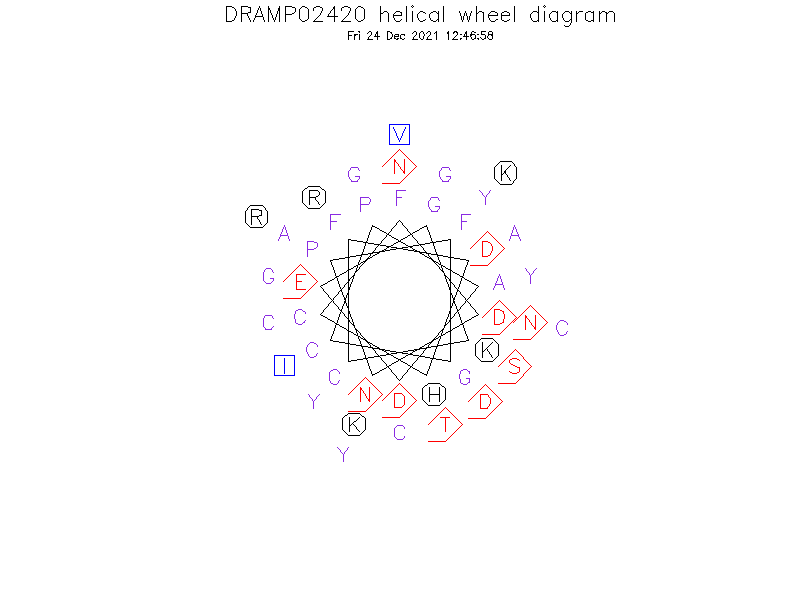 DRAMP02420 helical wheel diagram
Fri 24 Dec 2021 12:46:58
V
G N G K
R P F G Y
R A F F A
P D
G E A Y
C C D N C
I C K S
C G
Y N D H D
K C T
Y